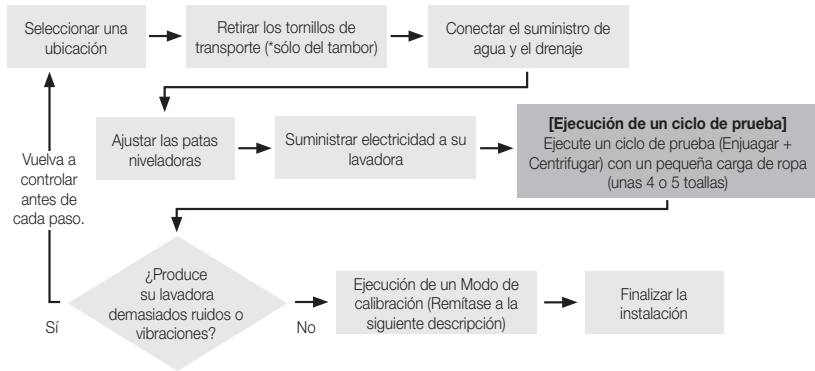 Seleccionar una
ubicación
Retirar los tornillos de
transporte (*sólo del tambor)
Conectar el suministro de
agua y el drenaje
Ajustar las patas
niveladoras
Suministrar electricidad a su
lavadora
[Ejecución de un ciclo de prueba]
Ejecute un ciclo de prueba (Enjuagar +
Centrifugar) con un pequeña carga de ropa
(unas 4 o 5 toallas)
Vuelva a
controlar
antes de
cada paso.
¿Produce
su lavadora
demasiados ruidos o
vibraciones?
Sí
No
Ejecución de un Modo de
calibración (Remítase a la
siguiente descripción)
Finalizar la
instalación